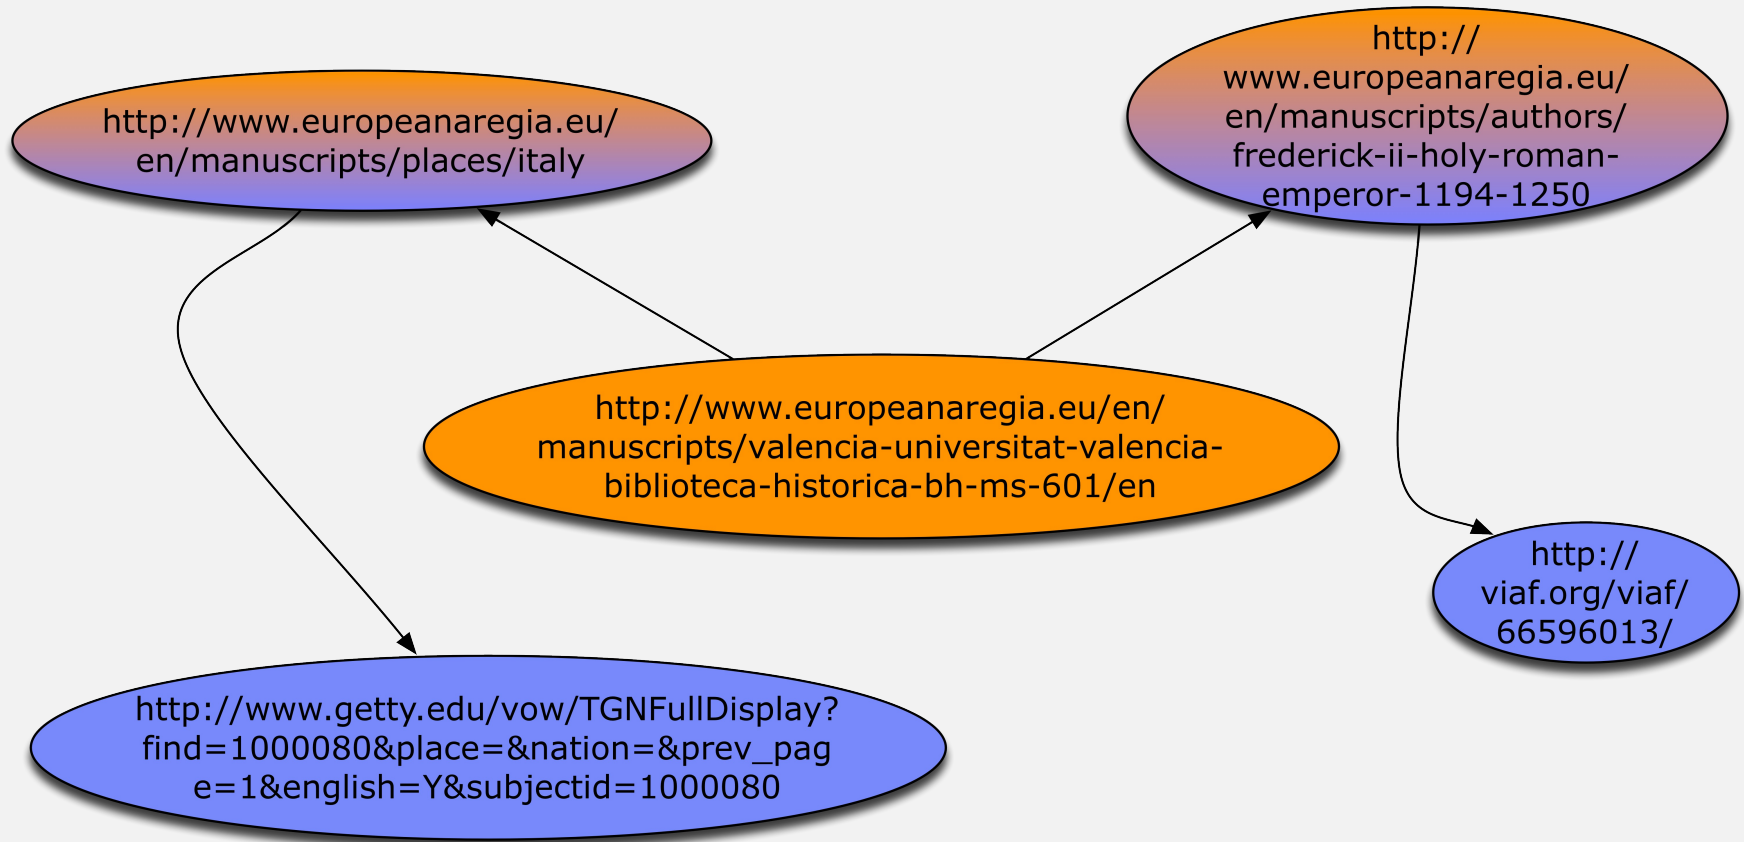 http://www.europeanaregia.eu/
en/manuscripts/places/italy
http://
www.europeanaregia.eu/
en/manuscripts/authors/
frederick-ii-holy-roman-
emperor-1194-1250
http://www.europeanaregia.eu/en/
manuscripts/valencia-universitat-valencia-
biblioteca-historica-bh-ms-601/en
http://
viaf.org/viaf/
66596013/
http://www.getty.edu/vow/TGNFullDisplay?
find=1000080&place=&nation=&prev_pag
e=1&english=Y&subjectid=1000080